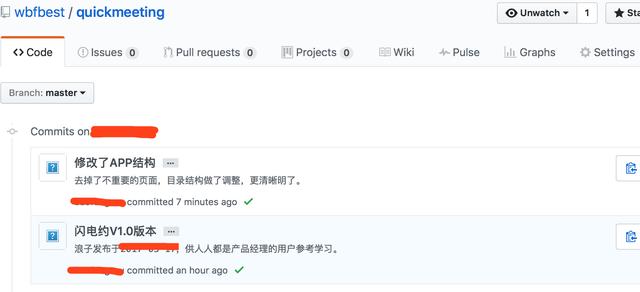 wbfbest / quickmeeting
Unwatch 1 Sta
Code Issues 0 Pull requests 0 Projects 0 Wiki Pulse Graphs Settings
Branch: master
Commits on
修改了APP结构 ...
去掉了不重要的页面，目录结构做了调整，更清晰明了。
committed 7 minutes ago
闪电约V1.0版本 ...
浪子发布于 供人人都是产品经理的用户参考学习。
committed an hour ago